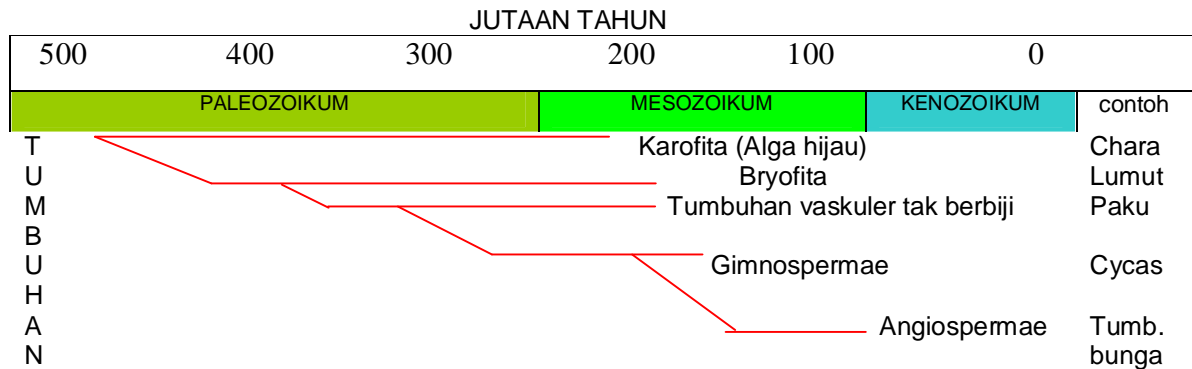 JUTAAN TAHUN
500 400 300 200 100 0
PALEOZOIKUM MESOZOIKUM KENOZOIKUM contoh
T Karofita (Alga hijau) Chara
U Bryofita Lumut
M Tumbuhan vaskuler tak berbiji Paku
B
U Gimnospermae Cycas
H
A Angiospermae Tumb.
N bunga